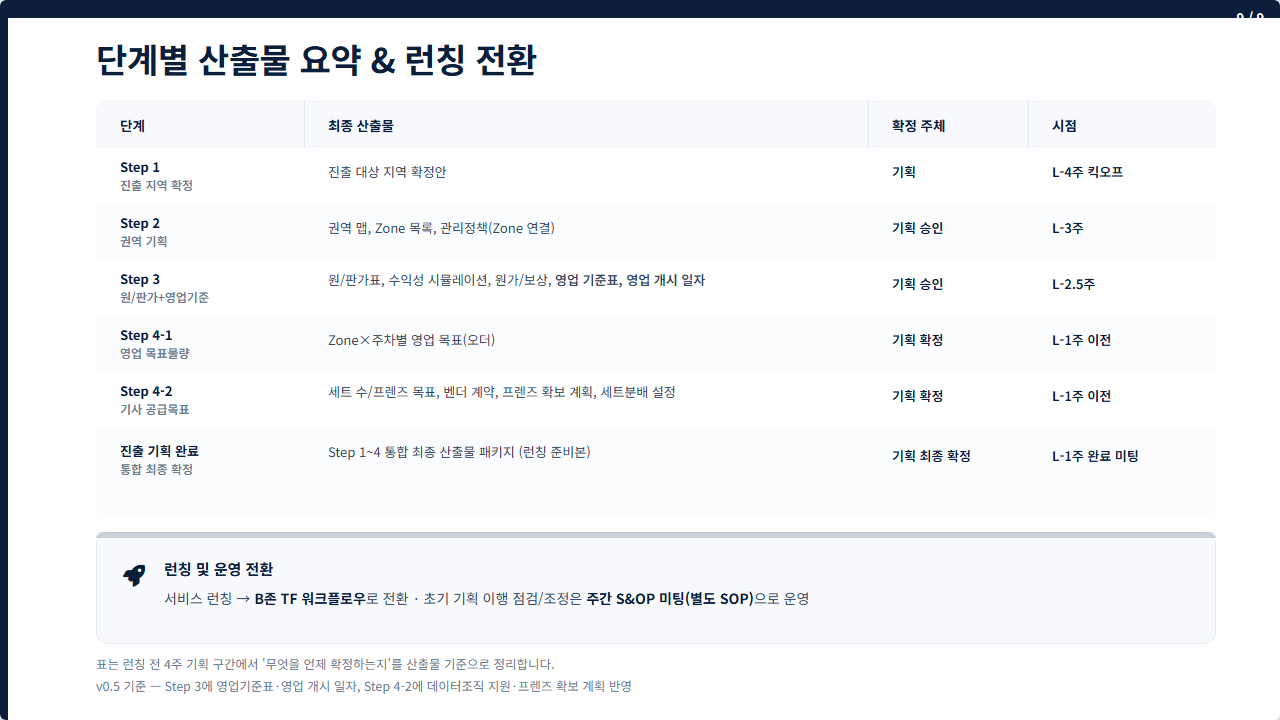 단계별 산출물 요약 & 런칭 전환
단계 최종 산출물 확정 주체 시점
Step 1
진출 지역 확정
진출 대상 지역 확정안
기획
L-4주 킥오프
Step 2
권역 기획
권역 맵, Zone 목록, 관리정책(Zone 연결)
기획 승인
L-3주
Step 3
원/판가+영업기준
원/판가표, 수익성 시뮬레이션, 원가/보상, 영업 기준표, 영업 개시 일자
기획 승인
L-2.5주
Step 4-1
영업 목표물량
Zone×주차별 영업 목표(오더)
기획 확정
L-1주 이전
Step 4-2
기사 공급목표
세트 수/프렌즈 목표, 벤더 계약, 프렌즈 확보 계획, 세트분배 설정
기획 확정
L-1주 이전
진출 기획 완료
통합 최종 확정
Step 1~4 통합 최종 산출물 패키지 (런칭 준비본)
기획 최종 확정
L-1주 완료 미팅
런칭 및 운영 전환
서비스 런칭 → B존 TF 워크플로우로 전환 · 초기 기획 이행 점검/조정은 주간 S&OP 미팅(별도 SOP)으로 운영
표는 런칭 전 4주 기획 구간에서 '무엇을 언제 확정하는지'를 산출물 기준으로 정리합니다.
v0.5 기준 — Step 3에 영업기준표·영업 개시 일자, Step 4-2에 데이터조직 지원·프렌즈 확보 계획 반영